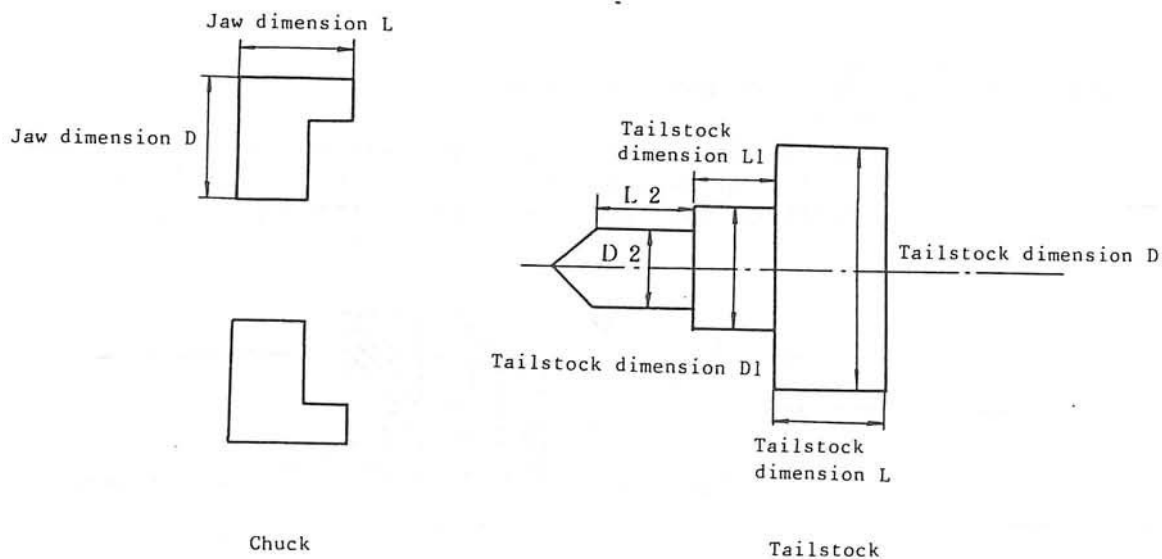 Jaw dimension L
Jaw dimension D
Tailstock
dimension L1
L 2
D 2
Tailstock dimension D
Tailstock dimension D1
Tailstock
dimension L
Chuck
Tailstock